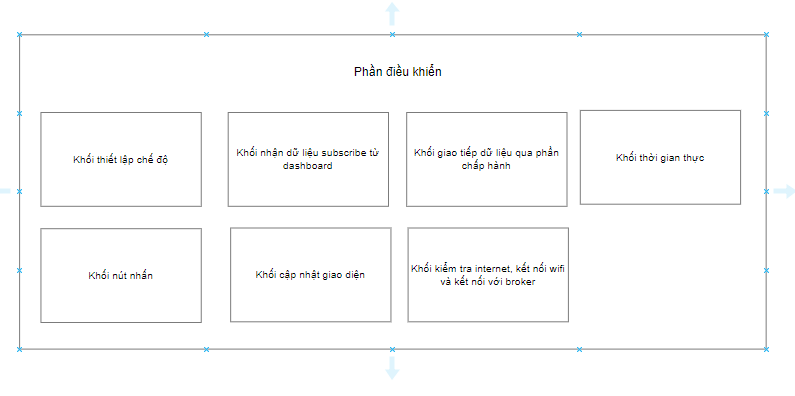 Phần điều khiển
Khối thiết lập chế độ
Khối nhận dữ liệu subscribe từ
dashboard
Khối giao tiếp dữ liệu qua phần
chấp hành
Khối thời gian thực
Khối nút nhấn
Khối cập nhật giao diện
Khối kiểm tra internet, kết nối wifi
và kết nối với broker